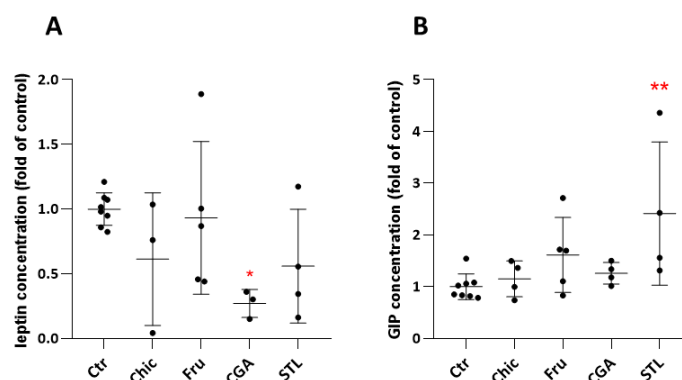 A
leptin concentration (fold of control)
2.0
1.5
1.0
0.5
0.0
*
Ctr
Chic
Fru
CGA
STL
B
GIP concentration (fold of control)
5
4
3
2
1
0
**
Ctr
Chic
Fru
CGA
STL